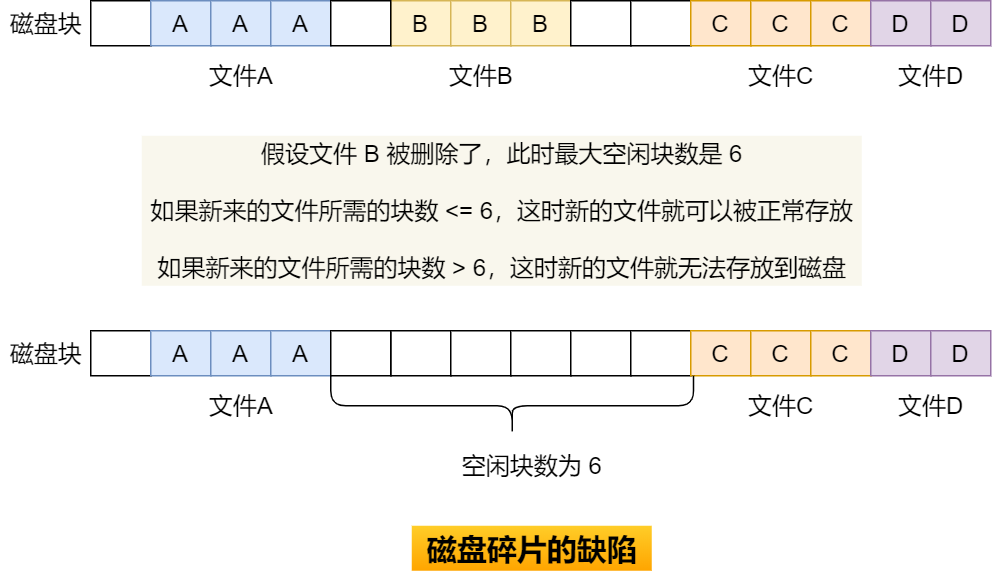 磁盘块 A A A B B B C C C D D
文件A 文件B 文件C 文件D
假设文件 B 被删除了，此时最大空闲块数是 6
如果新来的文件所需的块数 <= 6，这时新的文件就可以被正常存放
如果新来的文件所需的块数 > 6，这时新的文件就无法存放到磁盘
磁盘块 A A A C C C D D
文件A 文件C 文件D
空闲块数为 6
磁盘碎片的缺陷